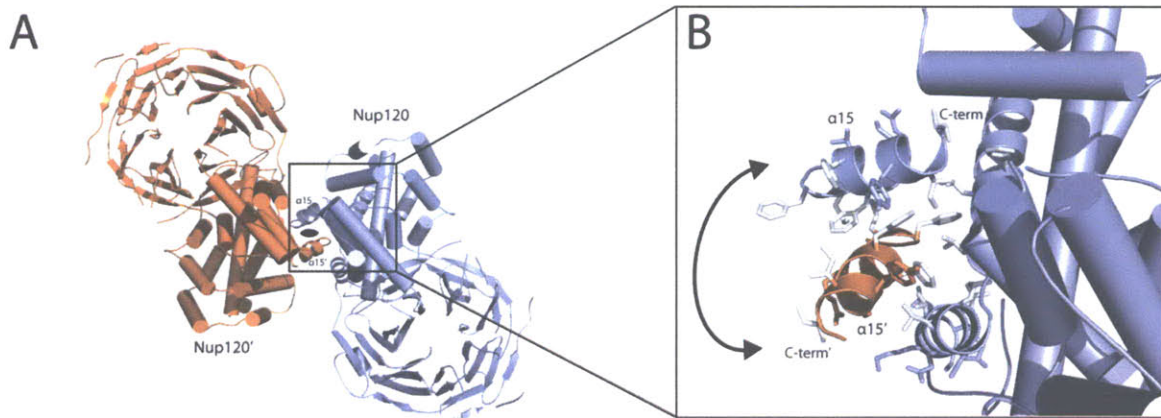 A
Nup120
α15
α15'
Nup120'
B
α15
C-term
α15'
C-term'